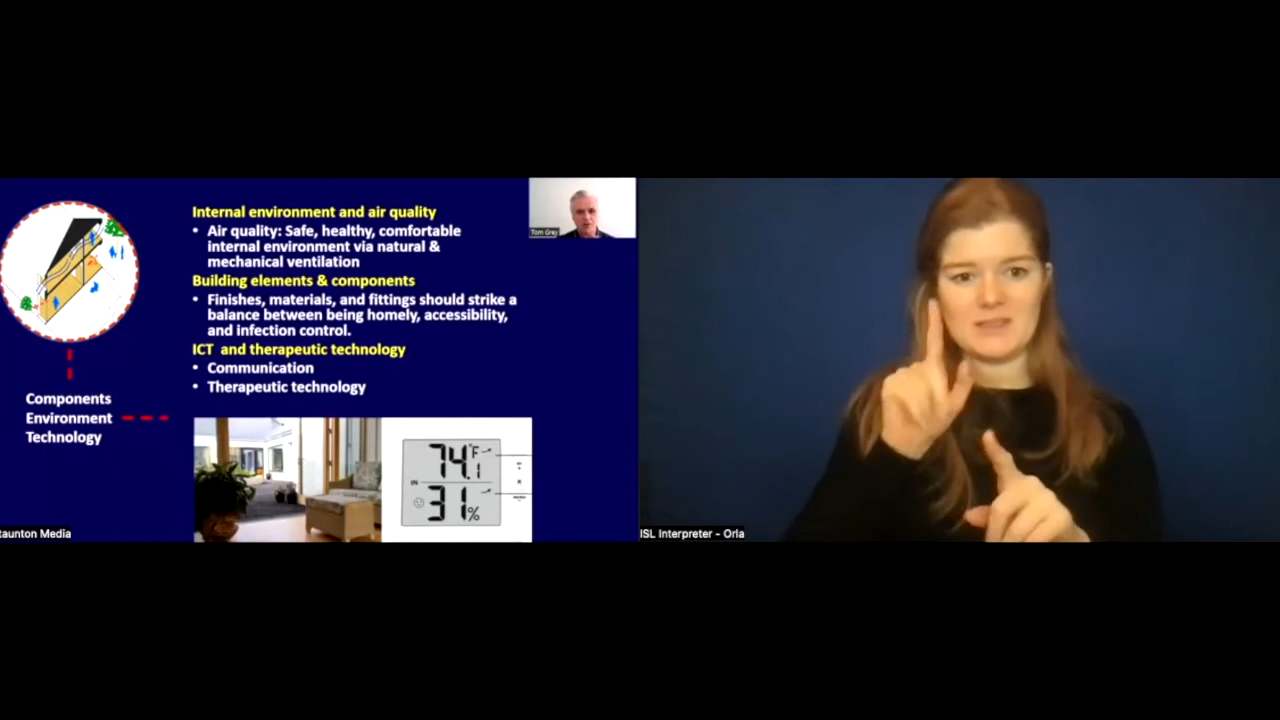 Internal environment and air quality
• Air quality: Safe, healthy, comfortable
internal environment via natural &
mechanical ventilation
Building elements & components
• Finishes, materials, and fittings should strike a
balance between being homely, accessibility,
and infection control.
ICT and therapeutic technology
• Communication
• Therapeutic technology
Components
Environment
Technology
Tom Grey
74.1 °F
IN
31%
taunton Media
ISL Interpreter - Orla